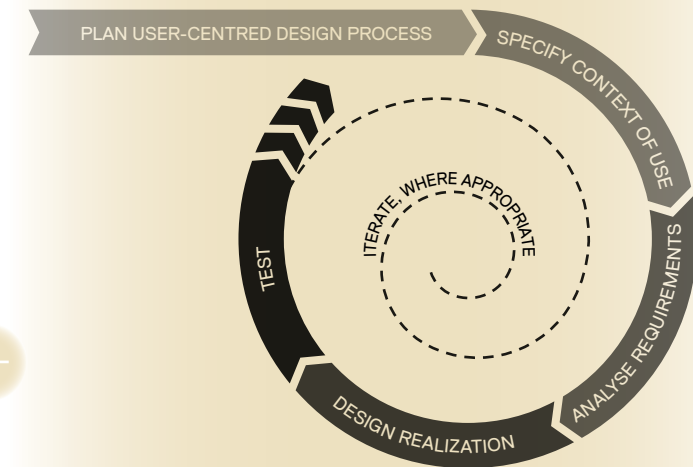 PLAN USER-CENTRED DESIGN PROCESS
SPECIFY CONTEXT OF USE
ANALYSE REQUIREMENTS
DESIGN REALIZATION
TEST
ITERATE, WHERE APPROPRIATE